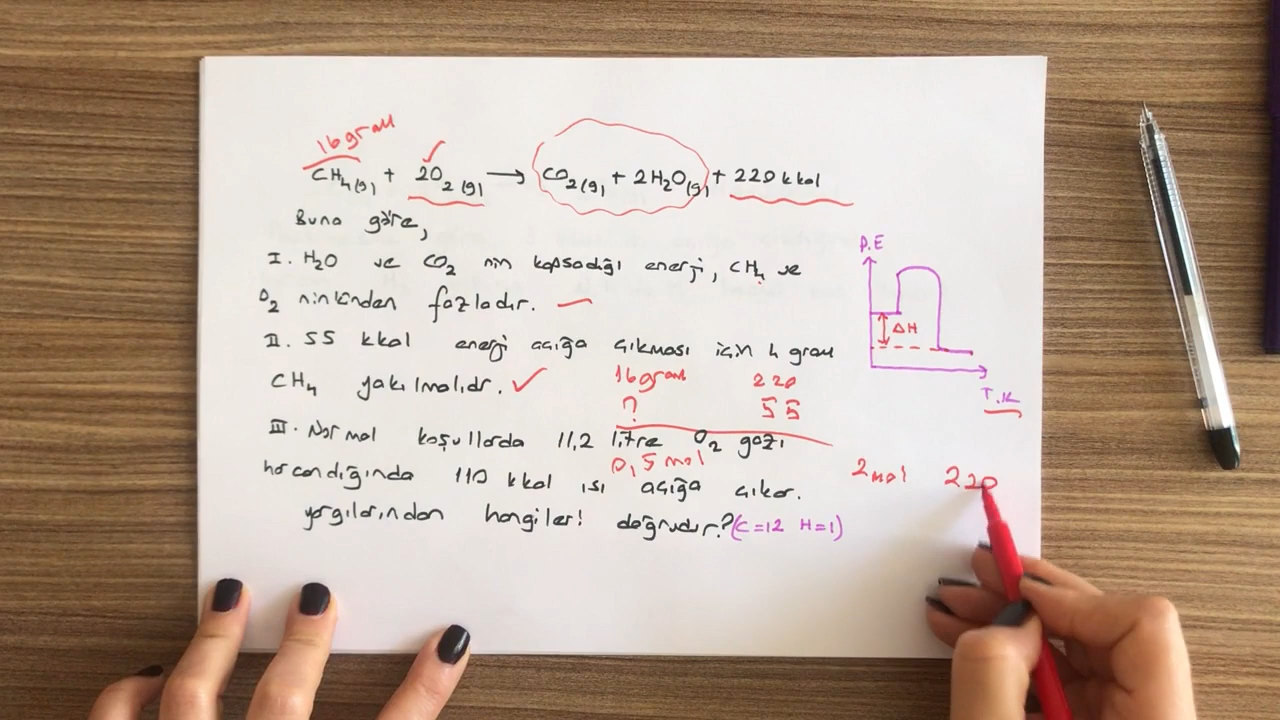 16 gram
CH4(g) + 2O2(g) → CO2(g) + 2H2O(g) + 220 kkal
Buna göre,
I. H2O ve CO2 nin kapsadığı enerji, CH4 ve
O2 ninkinden fazladır. —
II. 55 kkal enerji açığa çıkması için 4 gram
CH4 yakılmalıdır. ✓
16 gram 220
? 55
III. Normal koşullarda 11,2 litre O2 gazı
0,5 mol
harcandığında 110 kkal ısı açığa çıkar.
yargılarından hangileri doğrudur? (C=12 H=1)
P.E
ΔH
T.K
2 mol 220